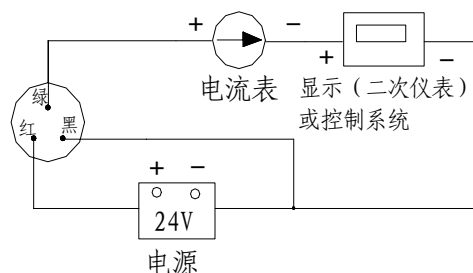 + − + −
电流表
显示（二次仪表）
或控制系统
绿
红 黑
+ −
24V
电源